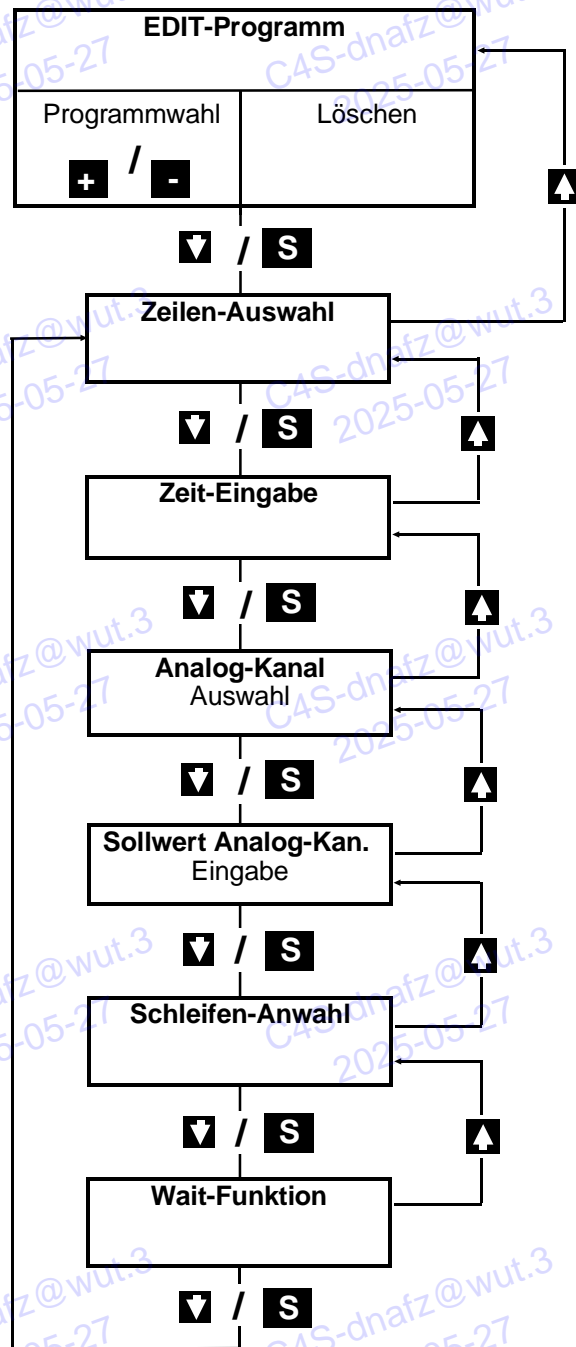 EDIT-Programm
Programmwahl
Löschen
+ / -
/ S
Zeilen-Auswahl
/ S
Zeit-Eingabe
/ S
Analog-Kanal
Auswahl
/ S
Sollwert Analog-Kan.
Eingabe
/ S
Schleifen-Anwahl
/ S
Wait-Funktion
/ S
C4S-dnafz@wut.3
2025-05-27